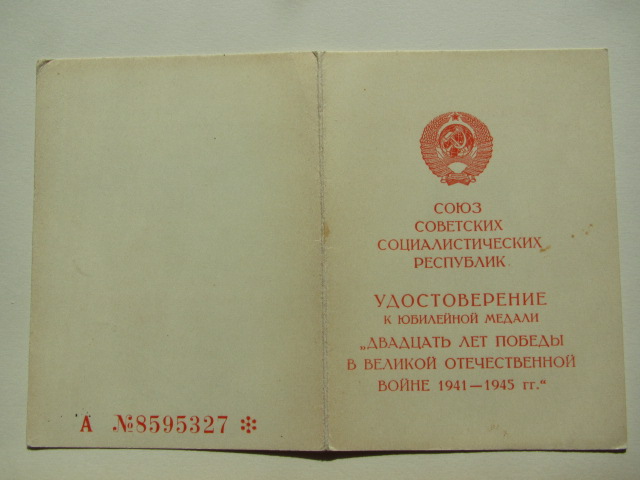 А №8595327
СОЮЗ
СОВЕТСКИХ
СОЦИАЛИСТИЧЕСКИХ
РЕСПУБЛИК
УДОСТОВЕРЕНИЕ
К ЮБИЛЕЙНОЙ МЕДАЛИ
„ДВАДЦАТЬ ЛЕТ ПОБЕДЫ
В ВЕЛИКОЙ ОТЕЧЕСТВЕННОЙ
ВОЙНЕ 1941—1945 гг.“